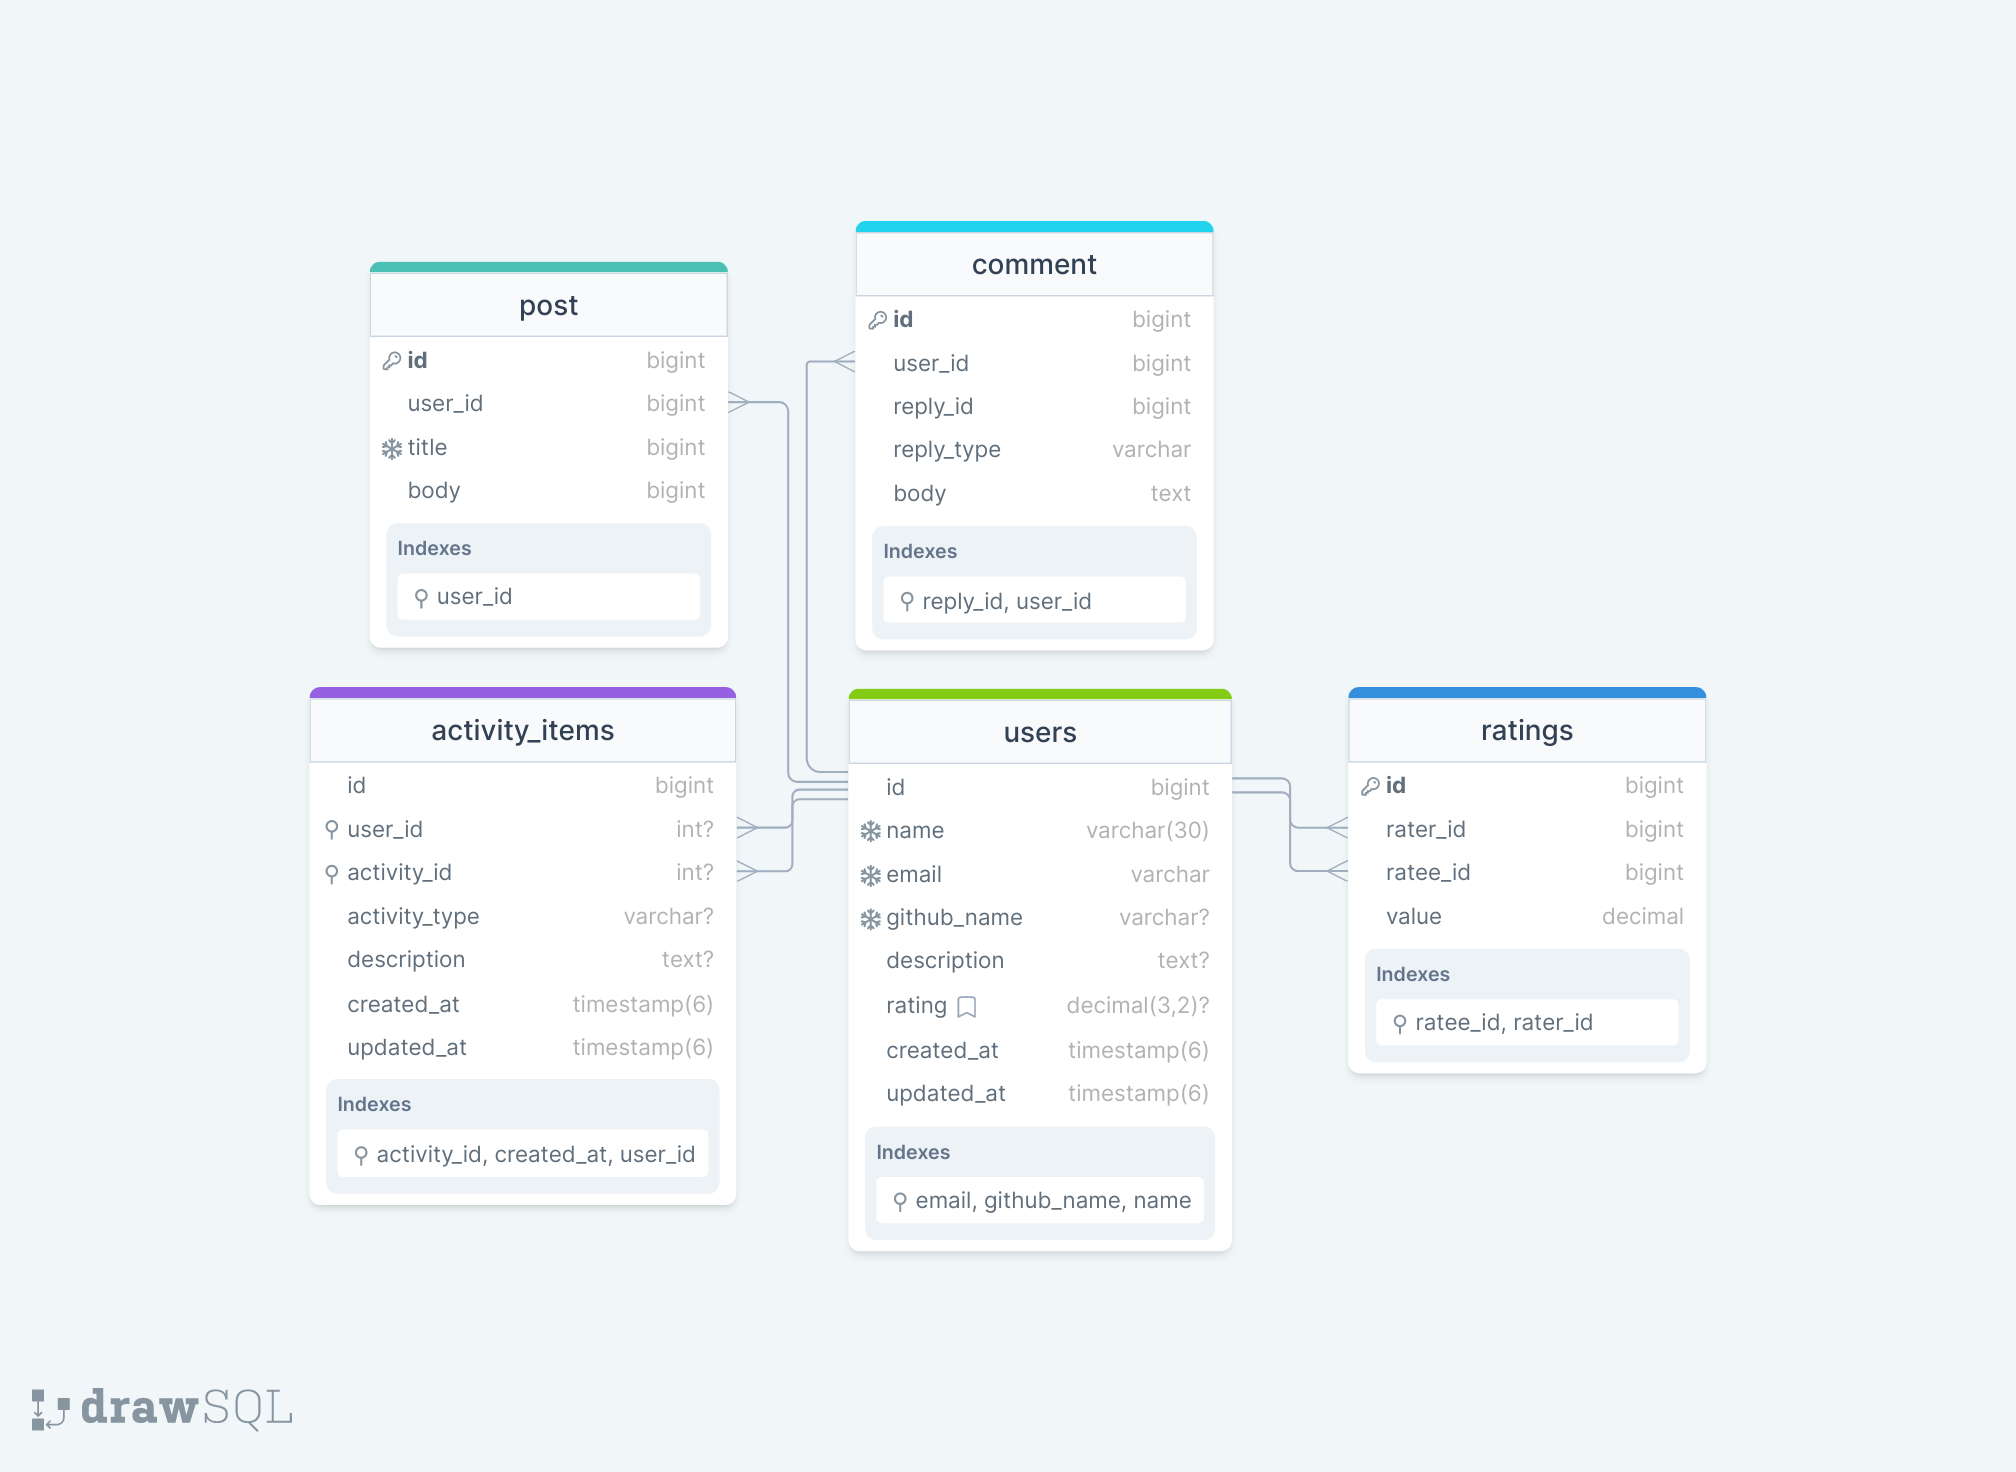 post
id bigint
user_id bigint
title bigint
body bigint
Indexes
user_id
comment
id bigint
user_id bigint
reply_id bigint
reply_type varchar
body text
Indexes
reply_id, user_id
activity_items
id bigint
user_id int?
activity_id int?
activity_type varchar?
description text?
created_at timestamp(6)
updated_at timestamp(6)
Indexes
activity_id, created_at, user_id
users
id bigint
name varchar(30)
email varchar
github_name varchar?
description text?
rating decimal(3,2)?
created_at timestamp(6)
updated_at timestamp(6)
Indexes
email, github_name, name
ratings
id bigint
rater_id bigint
ratee_id bigint
value decimal
Indexes
ratee_id, rater_id
drawSQL